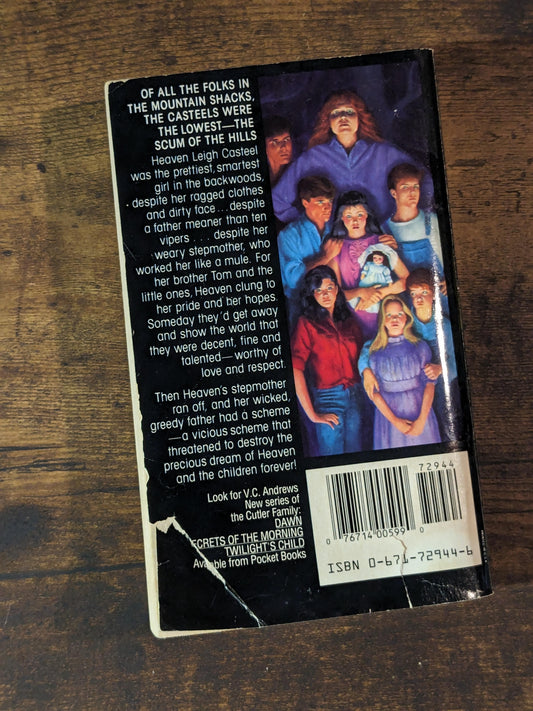 OF ALL THE FOLKS IN
THE MOUNTAIN SHACKS,
THE CASTEELS WERE
THE LOWEST—THE
SCUM OF THE HILLS
Heaven Leigh Casteel
was the prettiest, smartest
girl in the backwoods,
despite her ragged clothes
and dirty face . . . despite
a father meaner than ten
vipers . . . despite her
weary stepmother, who
worked her like a mule. For
her brother Tom and the
little ones, Heaven clung to
her pride and her hopes.
Someday they'd get away
and show the world that
they were decent, fine and
talented—worthy of
love and respect.
Then Heaven's stepmother
ran off, and her wicked,
greedy father had a scheme
—a vicious scheme that
threatened to destroy the
precious dream of Heaven
and the children forever!
Look for V.C. Andrews
New series of
the Cutler Family:
DAWN
ECRETS OF THE MORNING
TWILIGHT'S CHILD
from Pocket Books
72944
0 76714 00599 0
ISBN 0-671-72944-6